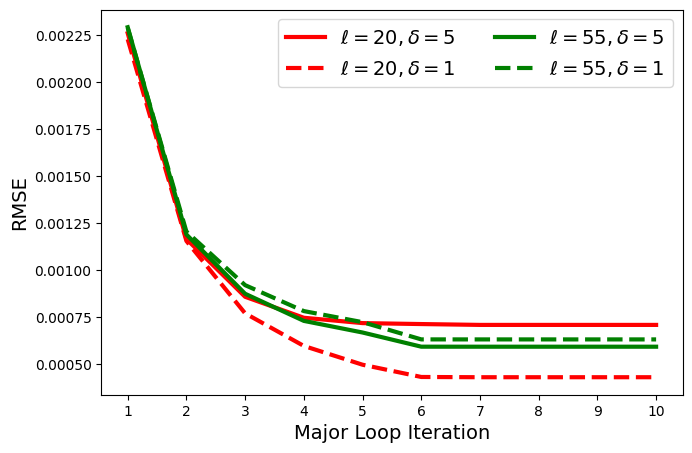 ℓ = 20, δ = 5
ℓ = 20, δ = 1
ℓ = 55, δ = 5
ℓ = 55, δ = 1
RMSE
0.00225
0.00200
0.00175
0.00150
0.00125
0.00100
0.00075
0.00050
1 2 3 4 5 6 7 8 9 10
Major Loop Iteration